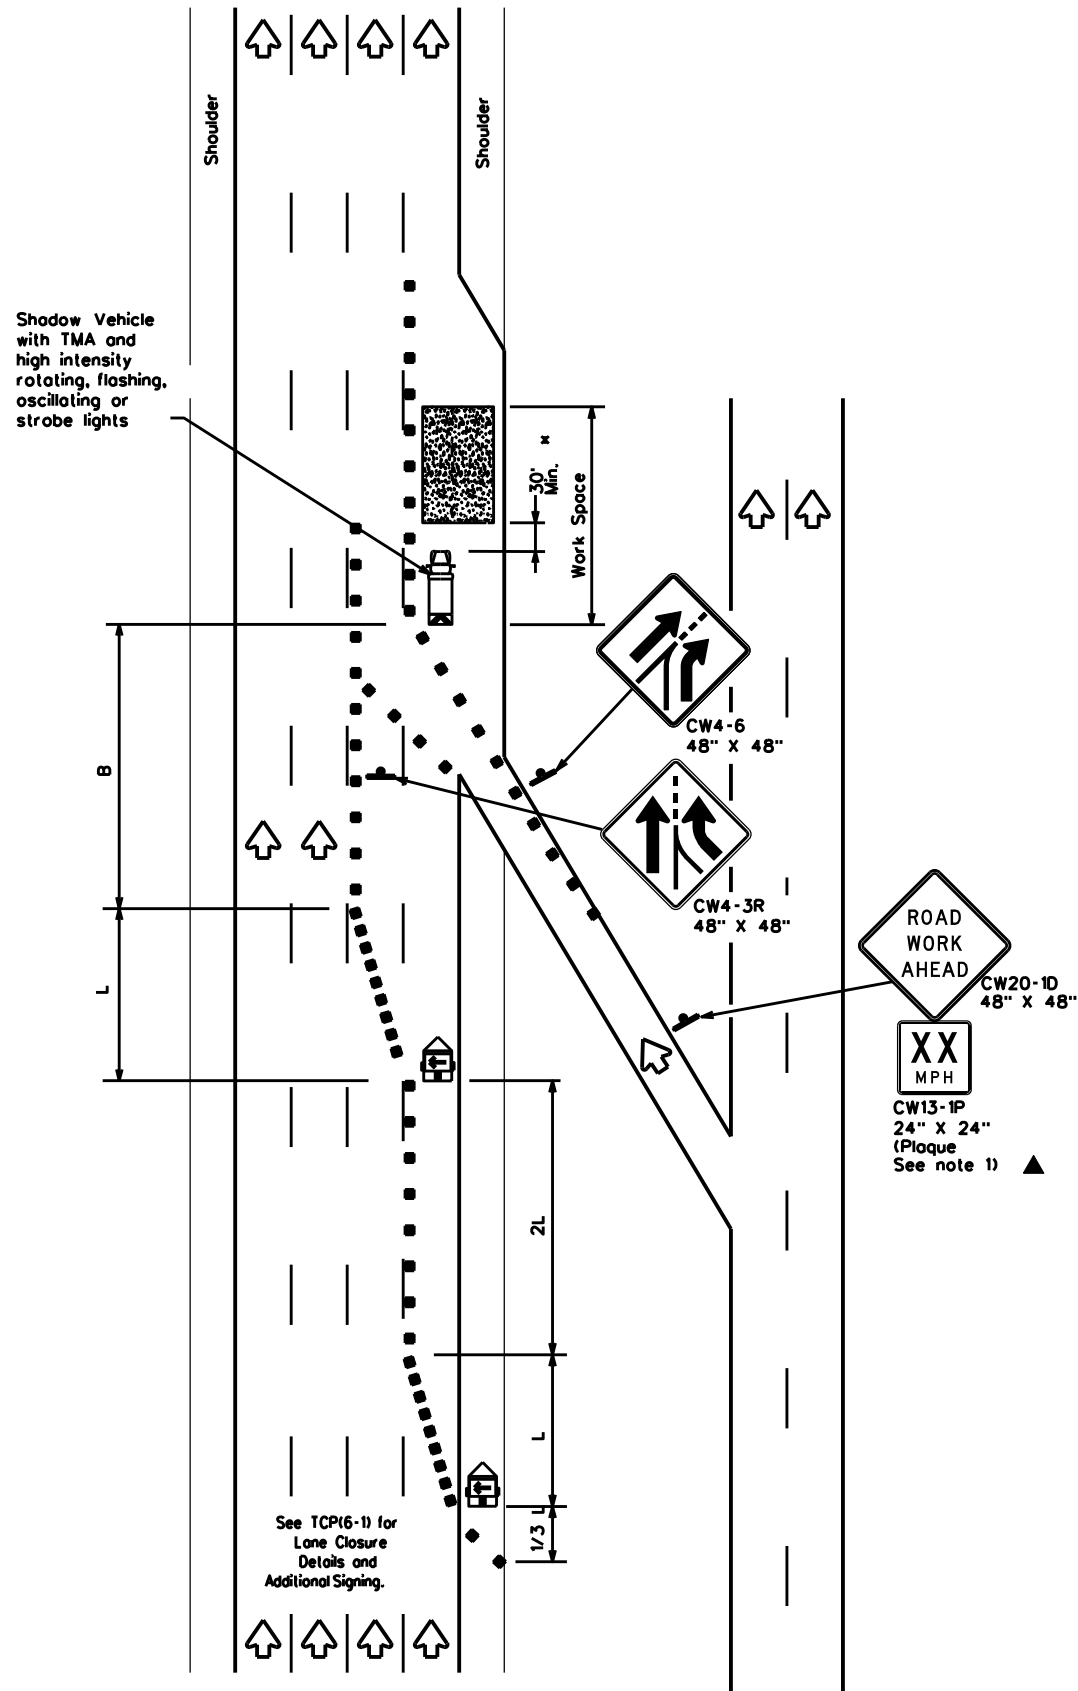 Shoulder
Shoulder
Shadow Vehicle
with TMA and
high intensity
rotating, flashing,
oscillating or
strobe lights
30'
Min.
x
Work Space
CW4-6
48" X 48"
B
CW4-3R
48" X 48"
L
ROAD
WORK
AHEAD
CW20-1D
48" X 48"
XX
MPH
CW13-1P
24" X 24"
(Plaque
See note 1)
2L
L
1/3 L
See TCP(6-1) for
Lane Closure
Details and
Additional Signing.